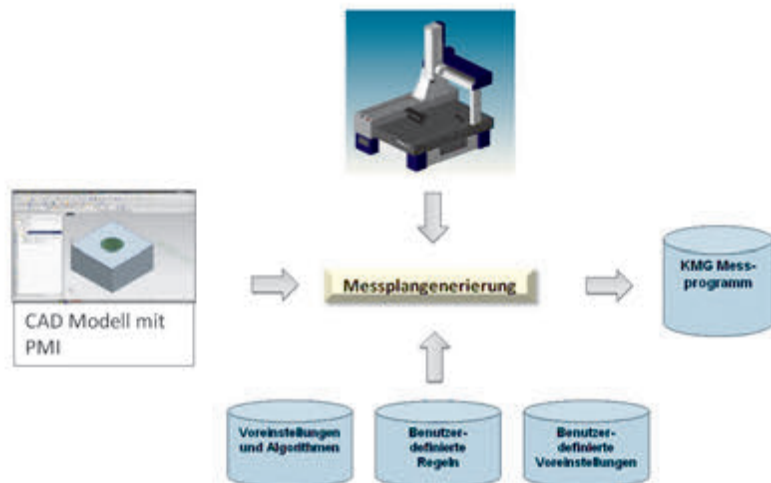 Messplangenerierung
KMG Mess-
programm
CAD Modell mit
PMI
Voreinstellungen
und Algorithmen
Benutzer-
definierte
Regeln
Benutzer-
definierte
Voreinstellungen